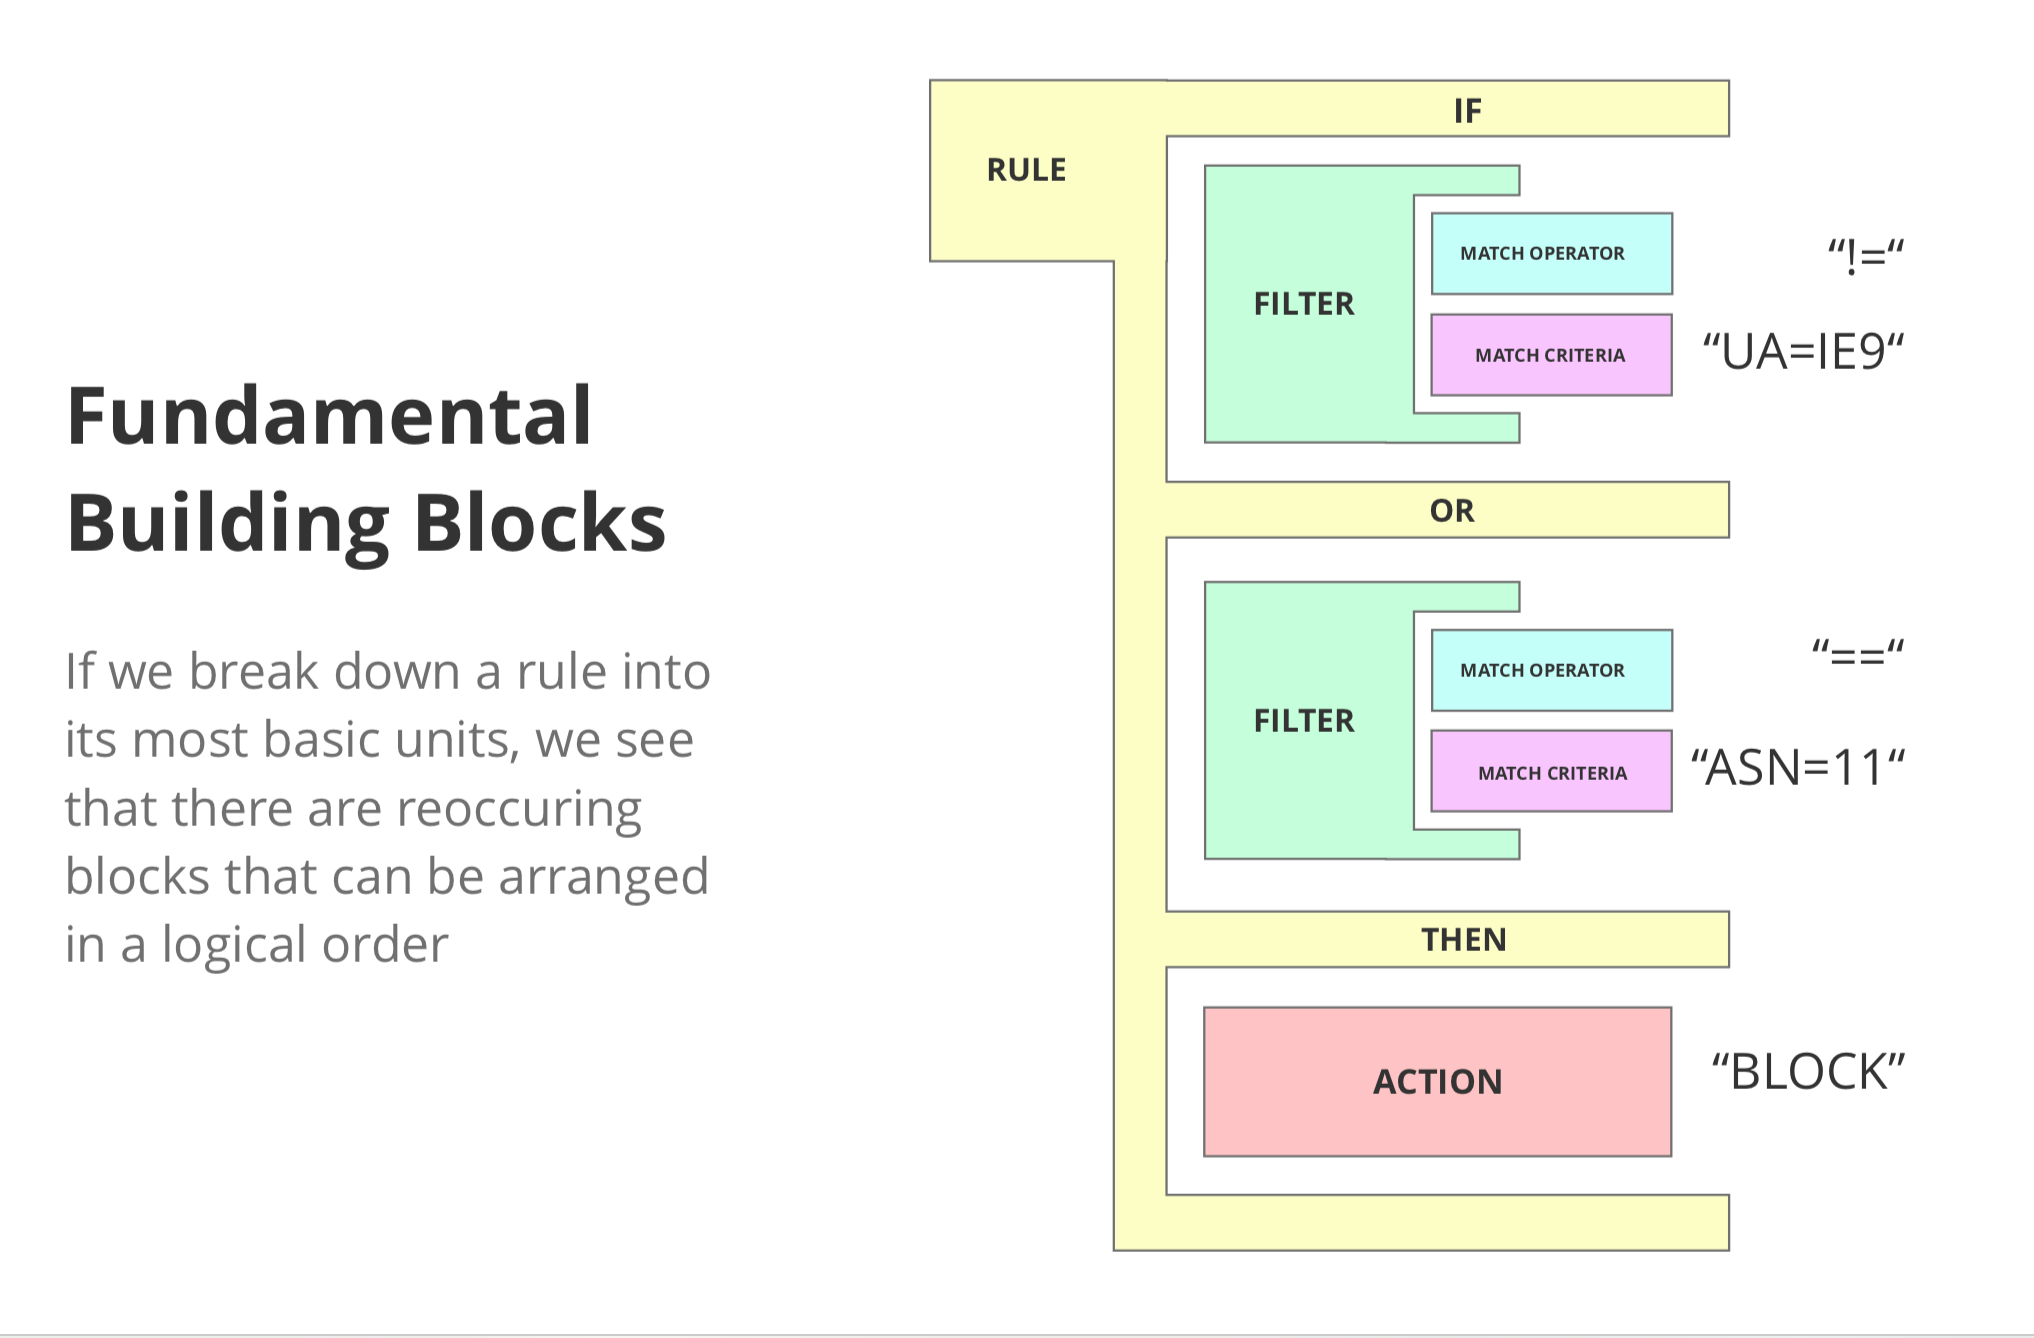 Fundamental
Building Blocks
If we break down a rule into
its most basic units, we see
that there are reoccuring
blocks that can be arranged
in a logical order
RULE
IF
FILTER
MATCH OPERATOR
“!=“
MATCH CRITERIA
“UA=IE9“
OR
FILTER
MATCH OPERATOR
“==“
MATCH CRITERIA
“ASN=11“
THEN
ACTION
“BLOCK”